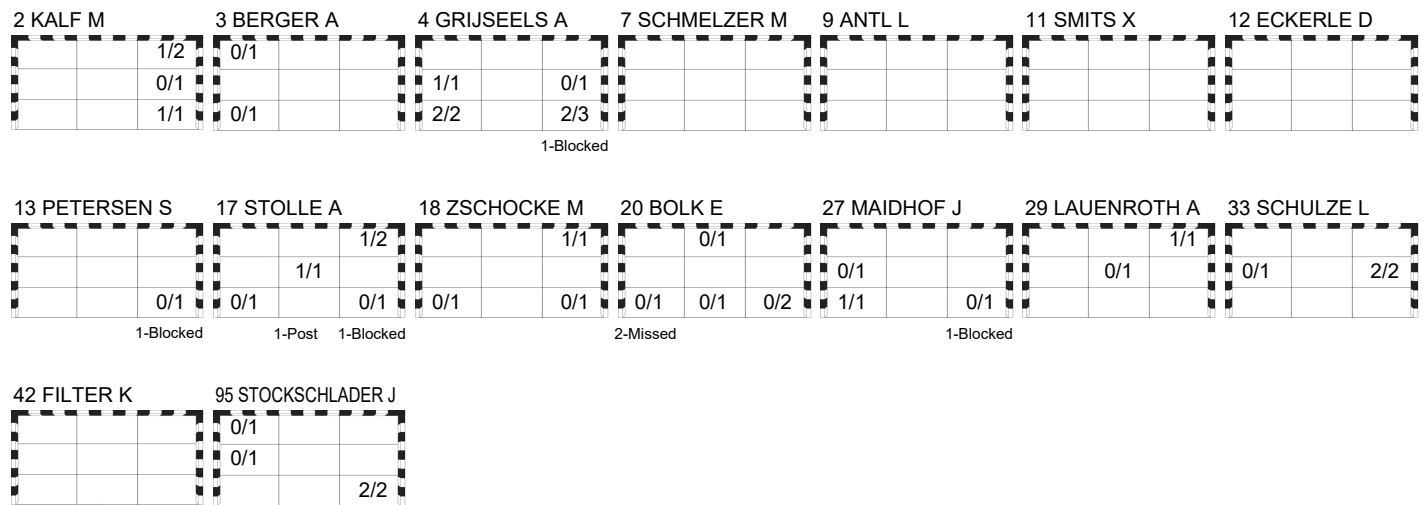 2 KALF M 3 BERGER A 4 GRIJSEELS A 7 SCHMELZER M 9 ANTL L 11 SMITS X 12 ECKERLE D
1/2 0/1
0/1 1/1 0/1
1/1 0/1 2/2 2/3
1-Blocked
13 PETERSEN S 17 STOLLE A 18 ZSCHOCKE M 20 BOLK E 27 MAIDHOF J 29 LAUENROTH A 33 SCHULZE L
1/2 1/1 0/1 1/1
1/1 0/1 0/1 0/1 2/2
0/1 0/1 0/1 0/1 0/1 0/1 0/1 0/2 1/1 0/1
1-Blocked 1-Post 1-Blocked 2-Missed 1-Blocked
42 FILTER K 95 STOCKSCHLADER J
0/1
0/1
2/2